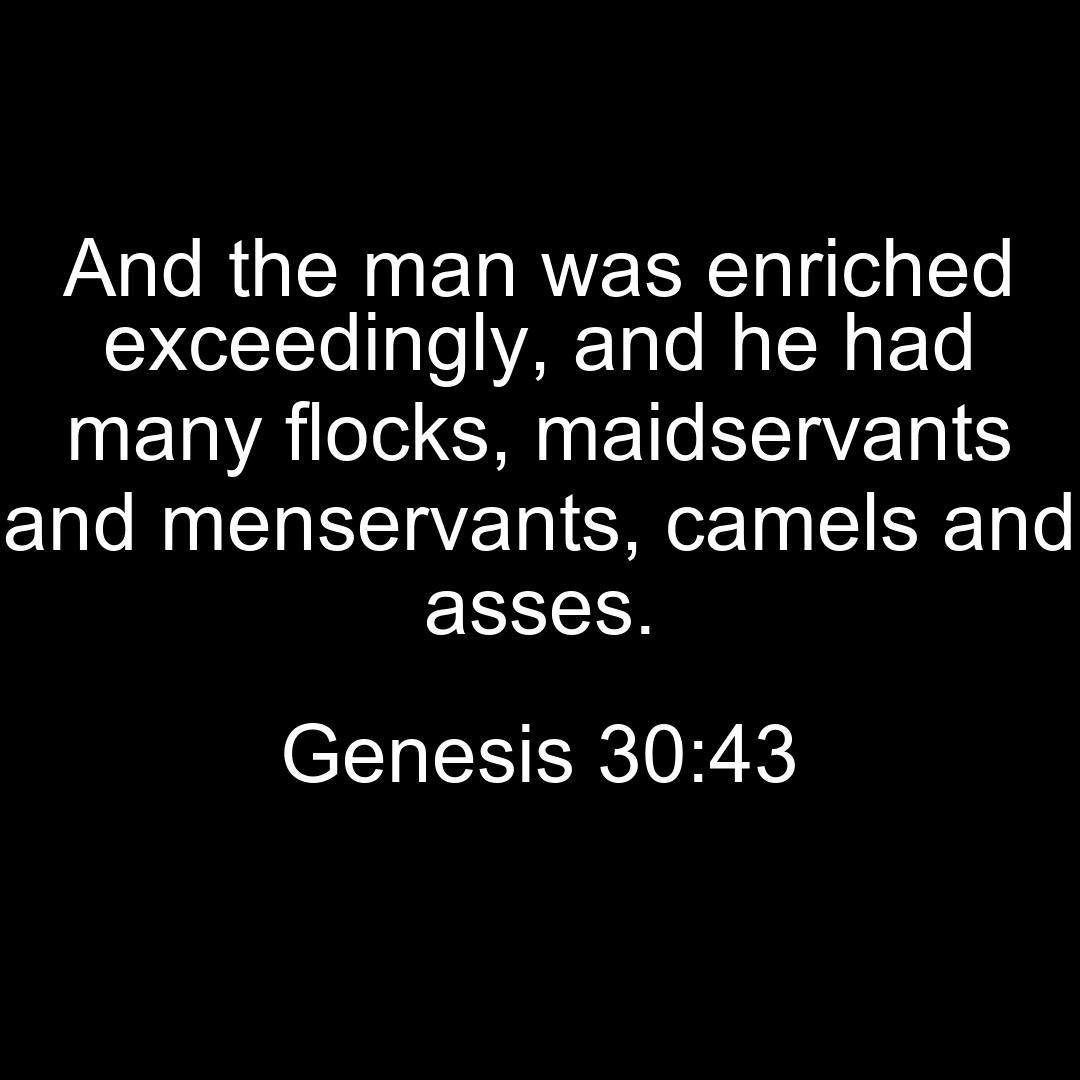 And the man was enriched
exceedingly, and he had
many flocks, maidservants
and menservants, camels and
asses.
Genesis 30:43